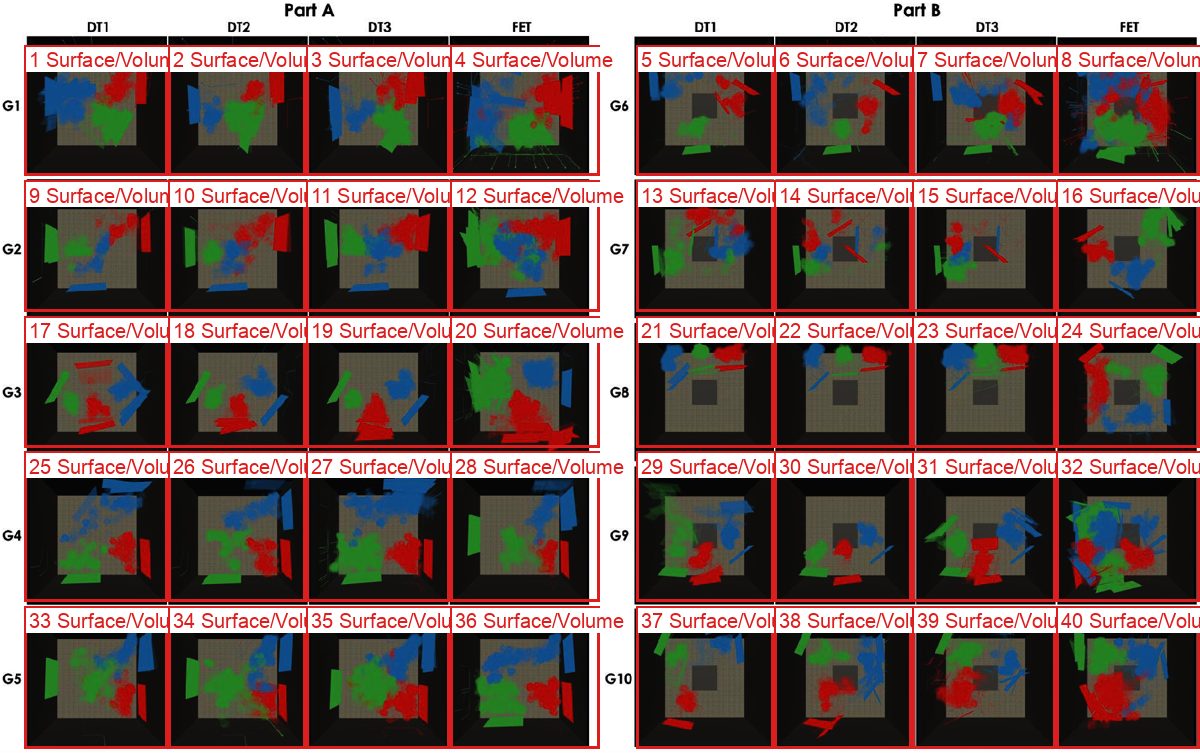 Part A
Part B
DT1 DT2 DT3 FET
DT1 DT2 DT3 FET
1 Surface/Volum 2 Surface/Volum 3 Surface/Volum 4 Surface/Volume
5 Surface/Volu 6 Surface/Volu 7 Surface/Volu 8 Surface/Volu
G1
G6
9 Surface/Volum 10 Surface/Volu 11 Surface/Volu 12 Surface/Volume
13 Surface/Volu 14 Surface/Volu 15 Surface/Volu 16 Surface/Volu
G2
G7
17 Surface/Volu 18 Surface/Volu 19 Surface/Volu 20 Surface/Volume
21 Surface/Volu 22 Surface/Volu 23 Surface/Volu 24 Surface/Volu
G3
G8
25 Surface/Volu 26 Surface/Volu 27 Surface/Volu 28 Surface/Volume
29 Surface/Volu 30 Surface/Volu 31 Surface/Volu 32 Surface/Volu
G4
G9
33 Surface/Volu 34 Surface/Volu 35 Surface/Volu 36 Surface/Volume
37 Surface/Volu 38 Surface/Volu 39 Surface/Volu 40 Surface/Volu
G5
G10